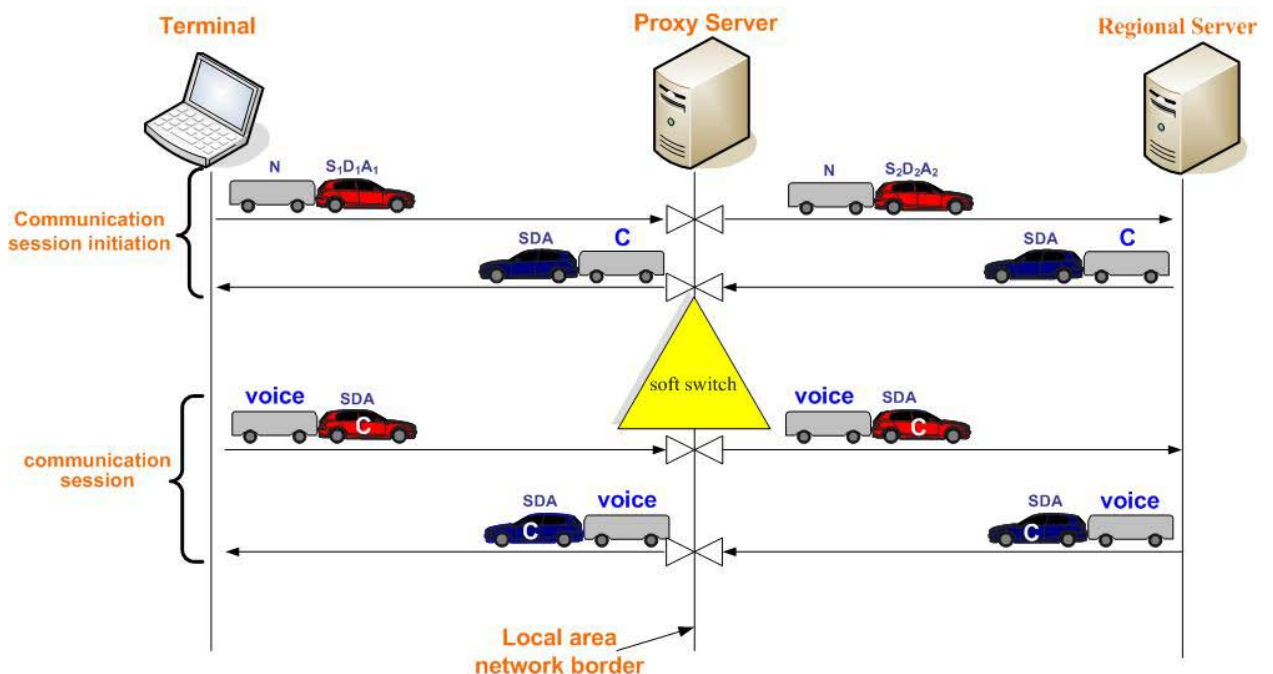 Terminal
Proxy Server
Regional Server
N
S₁D₁A₁
N
S₂D₂A₂
Communication
session initiation
SDA
C
SDA
C
soft switch
voice
SDA
C
voice
SDA
C
communication
session
SDA
voice
C
SDA
voice
C
Local area
network border